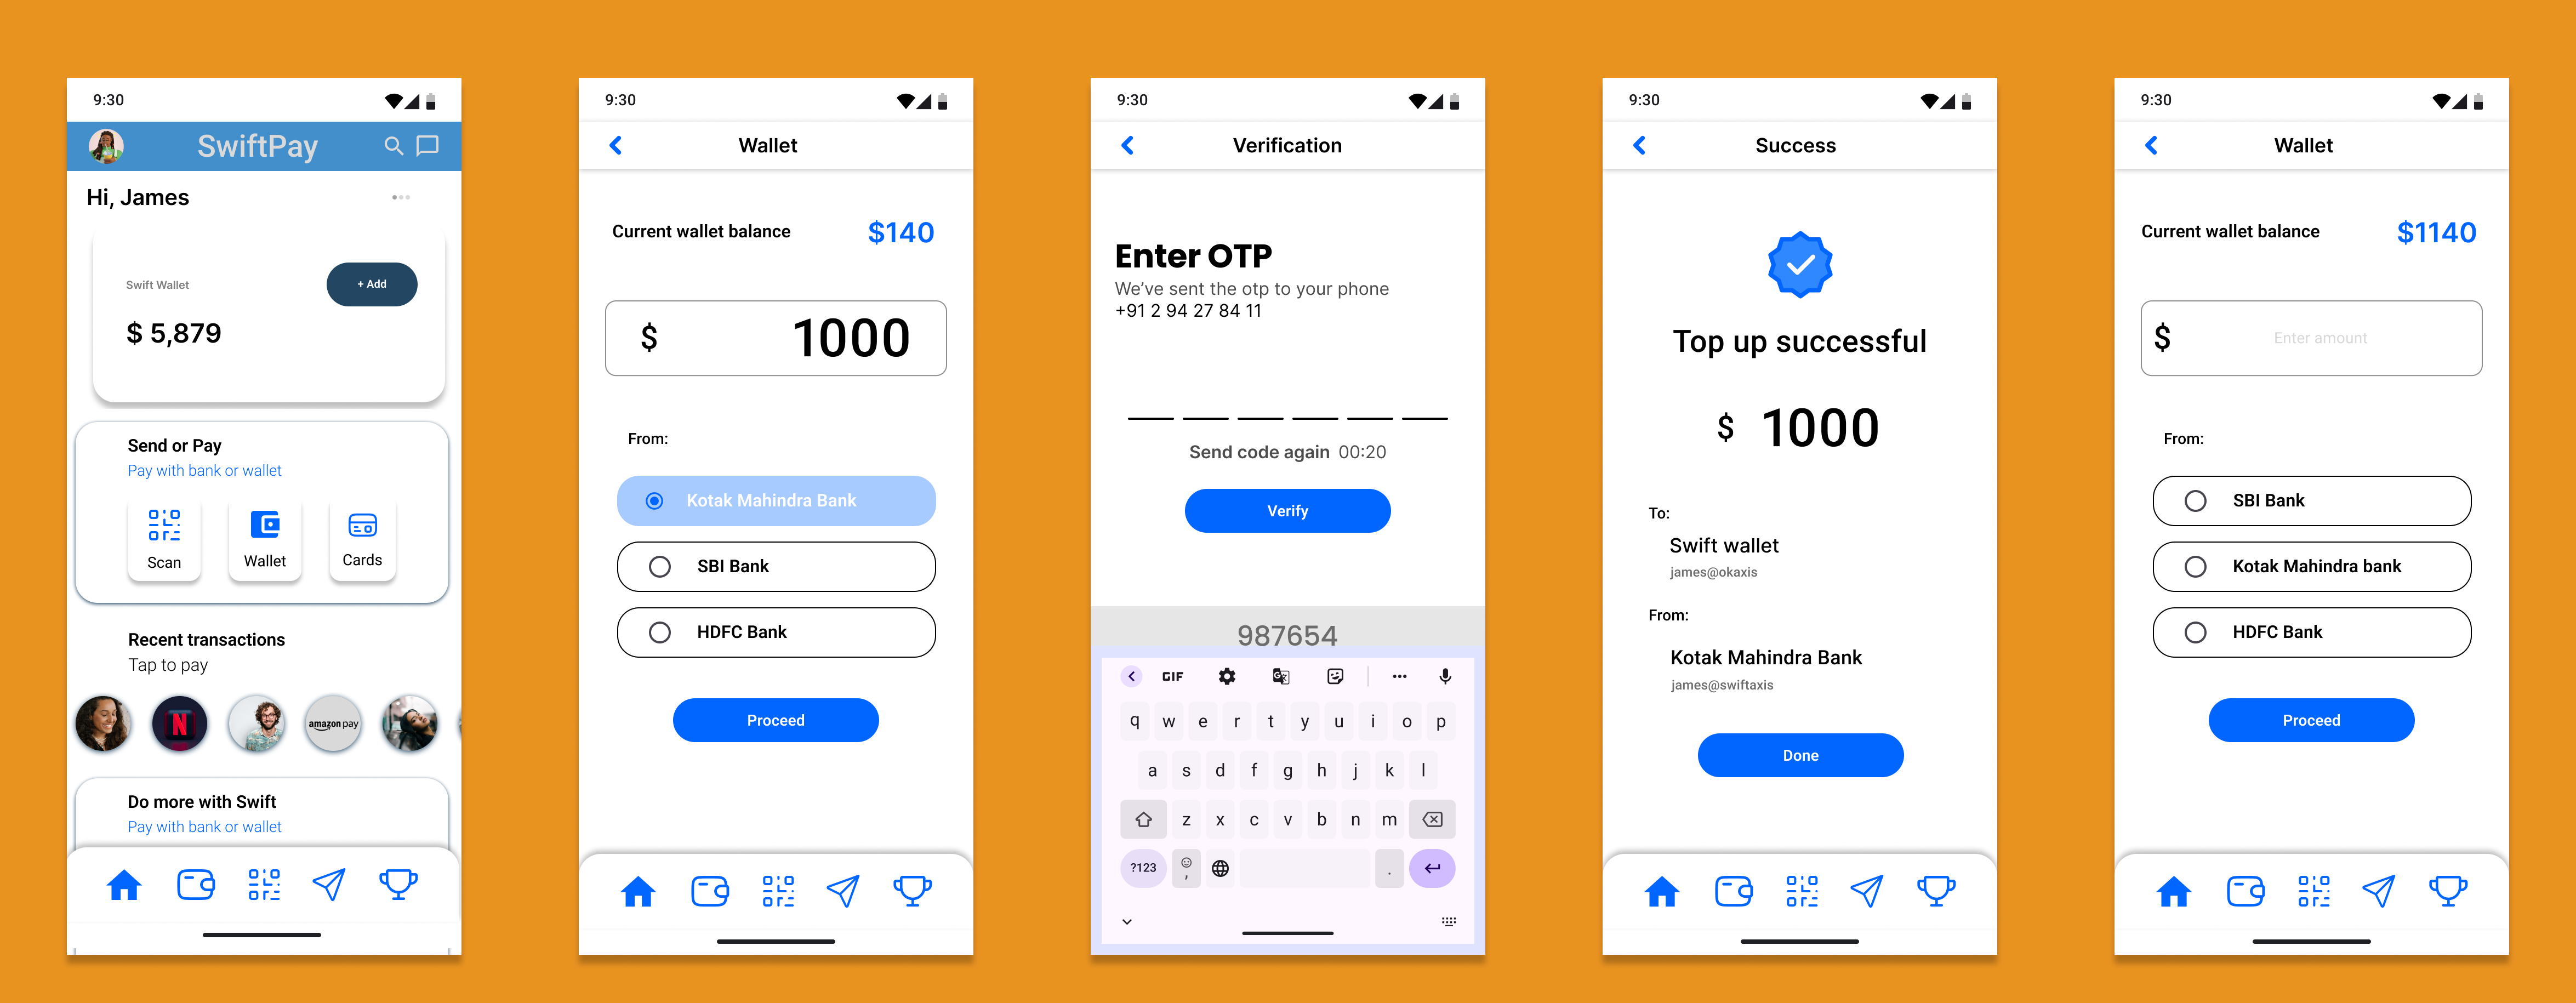 9:30
SwiftPay
Hi, James
Swift Wallet
+ Add
$ 5,879
Send or Pay
Pay with bank or wallet
Scan
Wallet
Cards
Recent transactions
Tap to pay
N
amazon pay
Do more with Swift
Pay with bank or wallet
9:30
Wallet
Current wallet balance
$140
$ 1000
From:
Kotak Mahindra Bank
SBI Bank
HDFC Bank
Proceed
9:30
Verification
Enter OTP
We've sent the otp to your phone
+91 2 94 27 84 11
Send code again 00:20
Verify
987654
GIF
q w e r t y u i o p
a s d f g h j k l
z x c v b n m
?123 , .
9:30
Success
Top up successful
$ 1000
To:
Swift wallet
james@okaxis
From:
Kotak Mahindra Bank
james@swiftaxis
Done
9:30
Wallet
Current wallet balance
$1140
$ Enter amount
From:
SBI Bank
Kotak Mahindra bank
HDFC Bank
Proceed